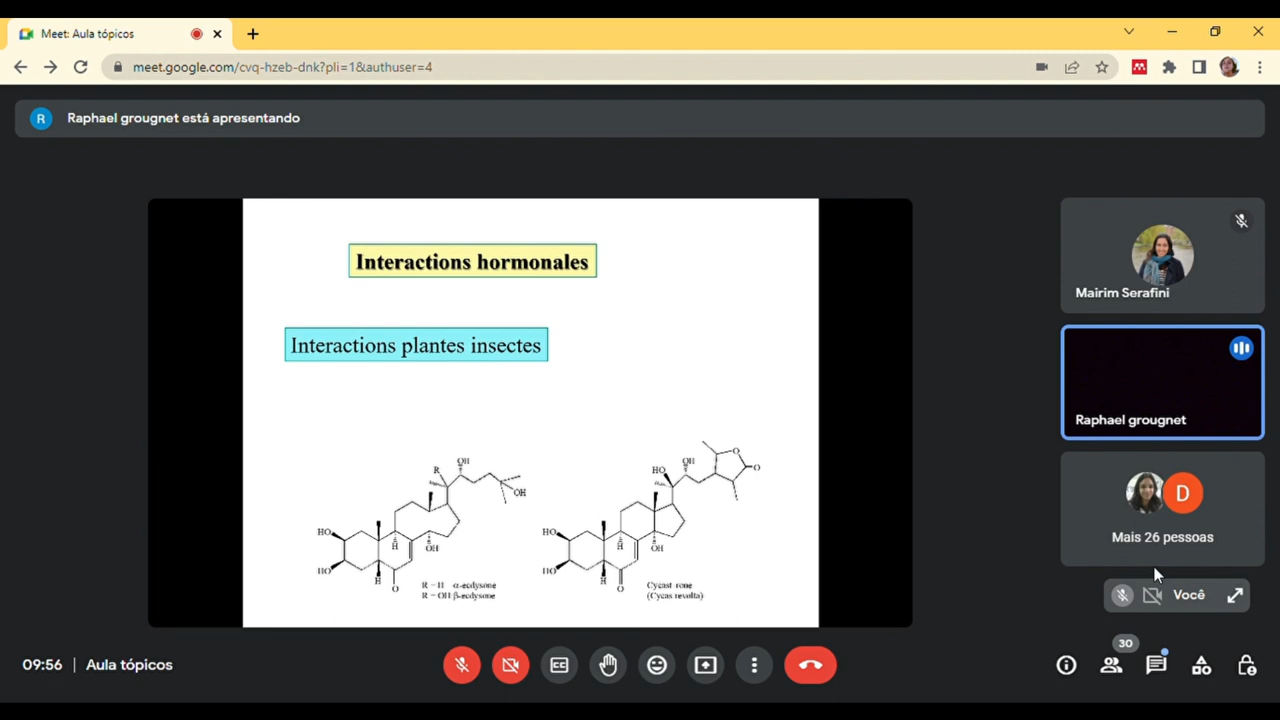 Meet: Aula tópicos
meet.google.com/cvq-hzeb-dnk?pli=1&authuser=4
R
Raphael grougnet está apresentando
Interactions hormonales
Interactions plantes insectes
R
OH
OH
HO
HO
H
H
OH
O
R = H α-ecdysone
R = OH β-ecdysone
HO
OH
O
O
HO
HO
H
H
OH
O
(Cycas revolta)
Mairim Serafini
Raphael grougnet
D
Mais 26 pessoas
Você
09:56 | Aula tópicos
30